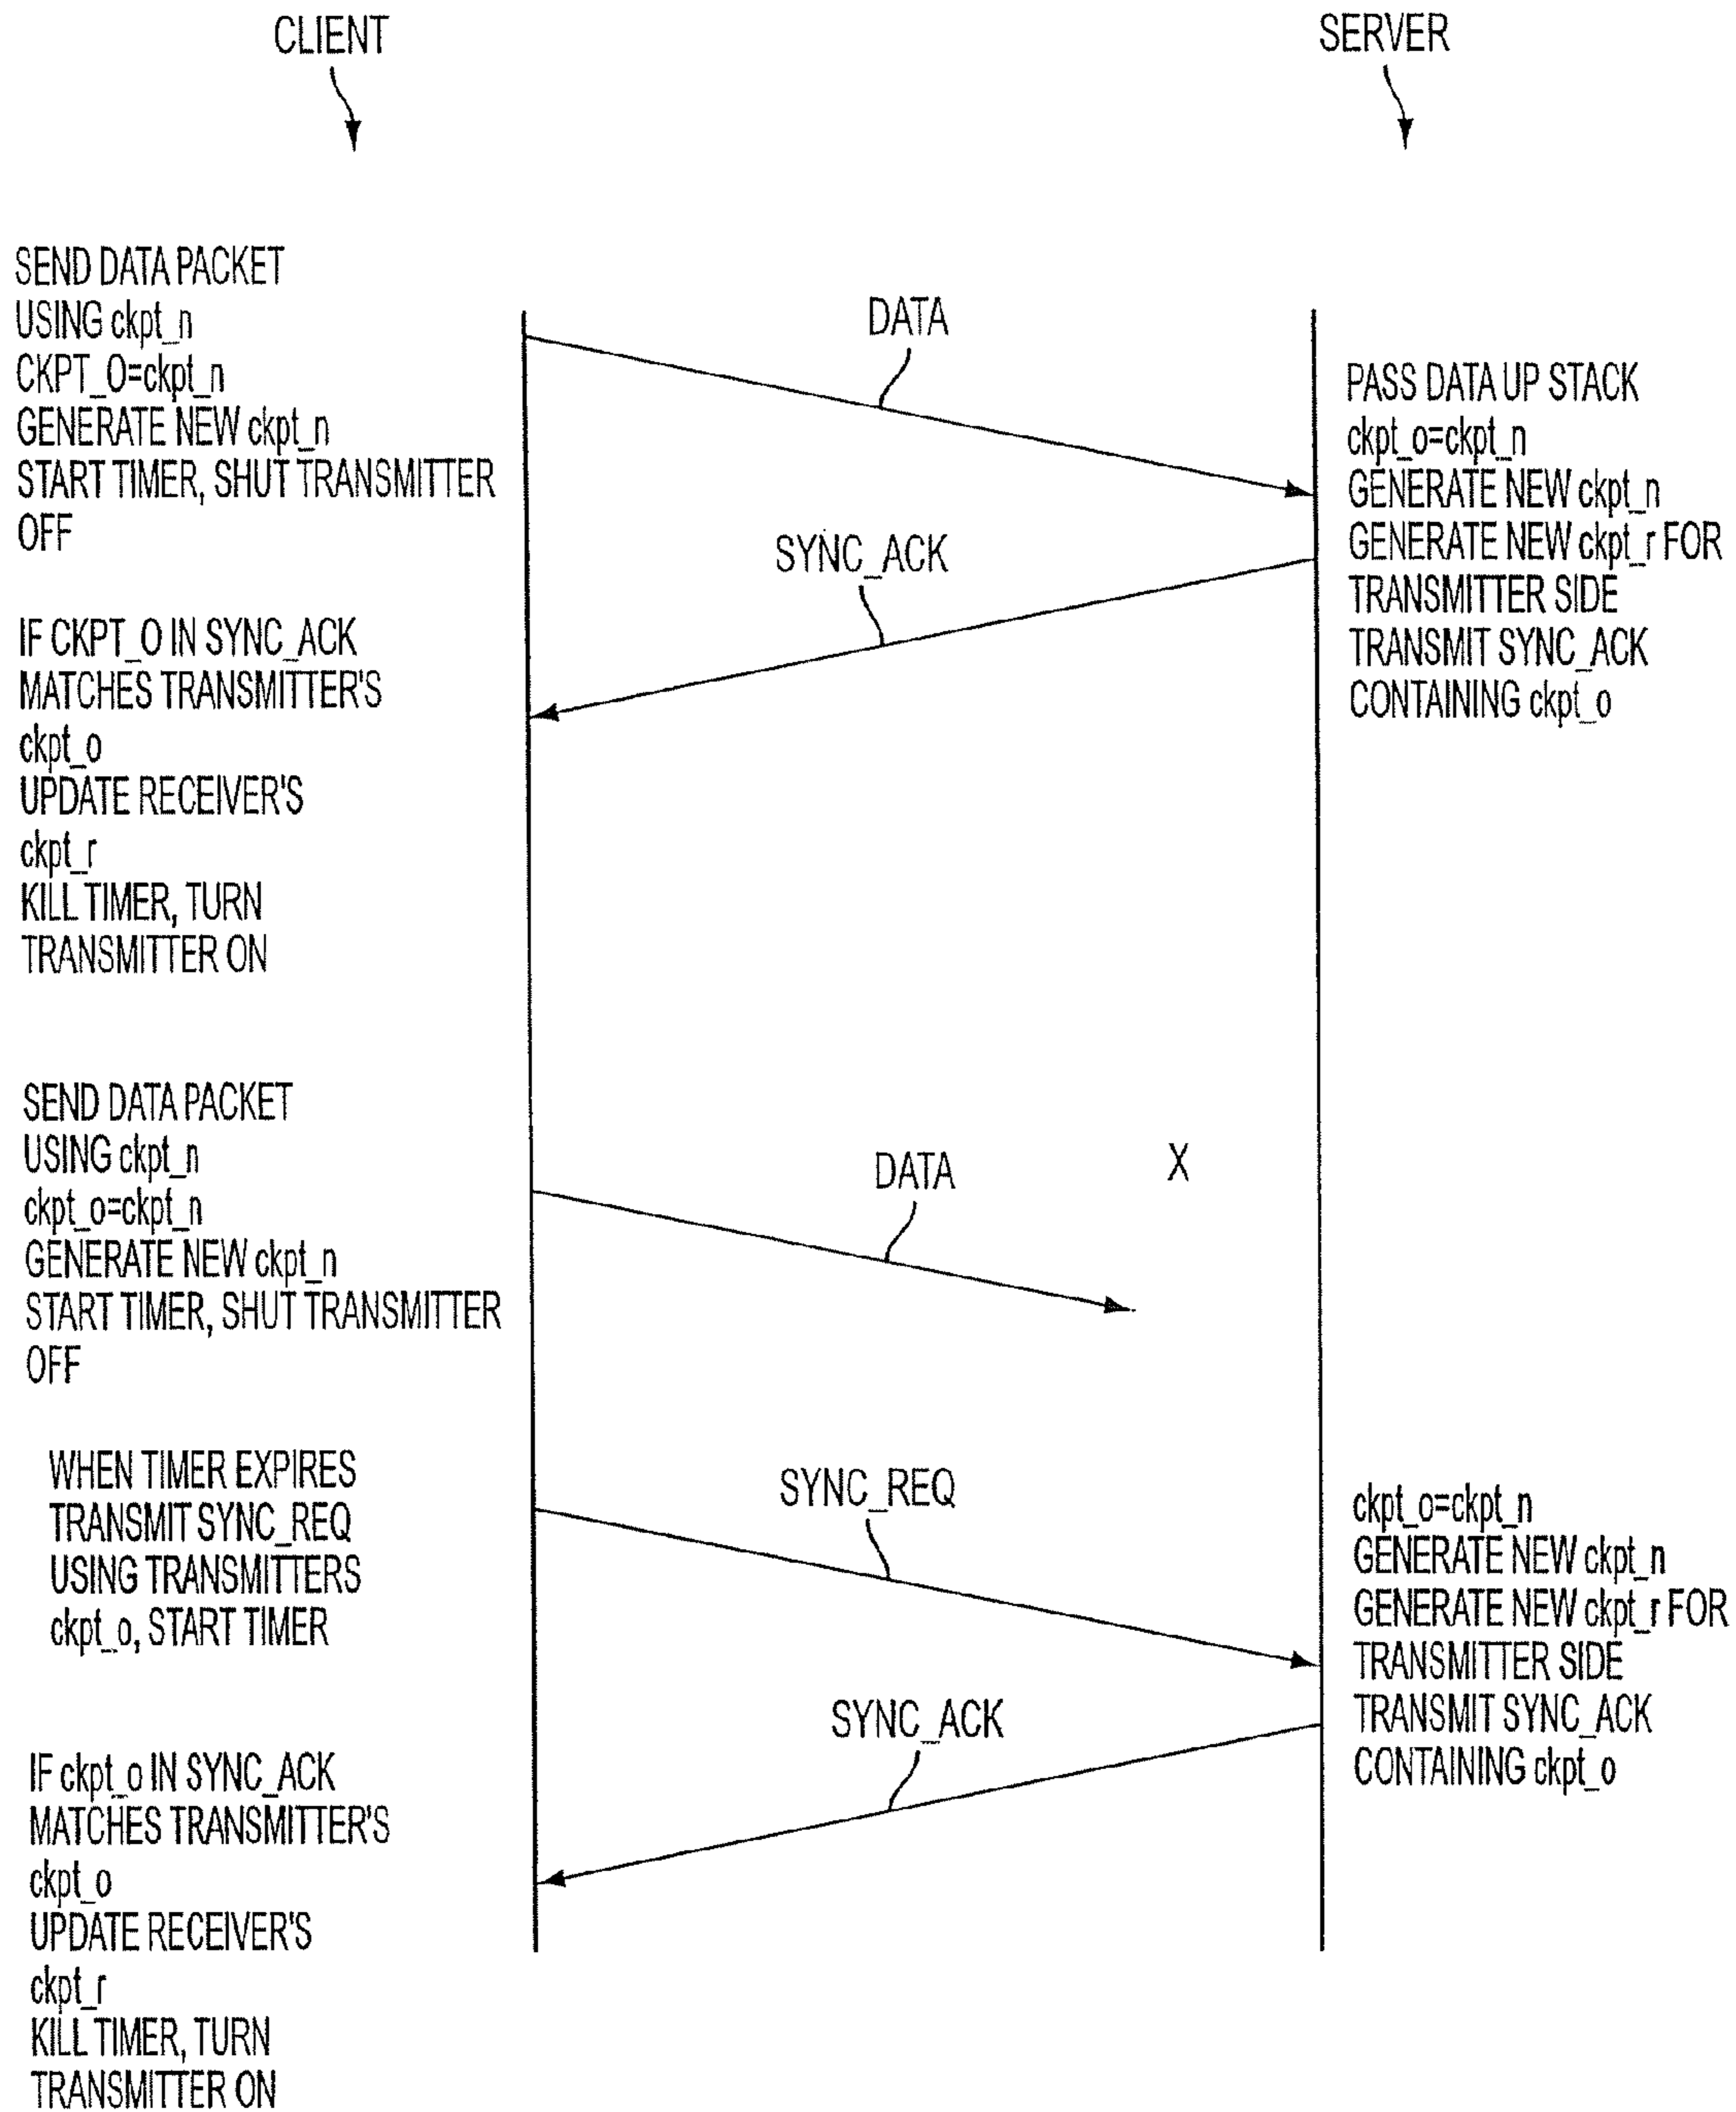 CLIENT
SERVER
SEND DATA PACKET
USING ckpt_n
CKPT_O=ckpt_n
GENERATE NEW ckpt_n
START TIMER, SHUT TRANSMITTER
OFF
DATA
PASS DATA UP STACK
ckpt_o=ckpt_n
GENERATE NEW ckpt_n
GENERATE NEW ckpt_r FOR
TRANSMITTER SIDE
TRANSMIT SYNC_ACK
CONTAINING ckpt_o
SYNC_ACK
IF CKPT_O IN SYNC_ACK
MATCHES TRANSMITTER'S
ckpt_o
UPDATE RECEIVER'S
ckpt_r
KILL TIMER, TURN
TRANSMITTER ON
SEND DATA PACKET
USING ckpt_n
ckpt_o=ckpt_n
GENERATE NEW ckpt_n
START TIMER, SHUT TRANSMITTER
OFF
DATA
X
WHEN TIMER EXPIRES
TRANSMIT SYNC_REQ
USING TRANSMITTERS
ckpt_o, START TIMER
SYNC_REQ
ckpt_o=ckpt_n
GENERATE NEW ckpt_n
GENERATE NEW ckpt_r FOR
TRANSMITTER SIDE
TRANSMIT SYNC_ACK
CONTAINING ckpt_o
SYNC_ACK
IF ckpt_o IN SYNC_ACK
MATCHES TRANSMITTER'S
ckpt_o
UPDATE RECEIVER'S
ckpt_r
KILL TIMER, TURN
TRANSMITTER ON